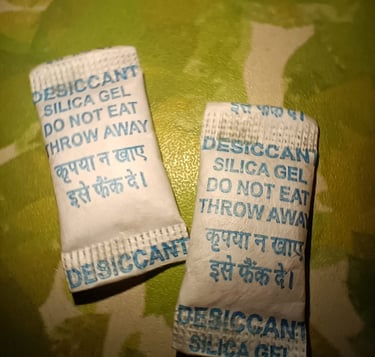 DESICCANT
SILICA GEL
DO NOT EAT
THROW AWAY
कृपया न खाए
इसे फैंक दे।
DESICCANT
इसे फैंक दे।
DESICCANT
SILICA GEL
DO NOT EAT
THROW AWAY
कृपया न खाए
इसे फैंक दे।
DESICCANT
SILICA GEL